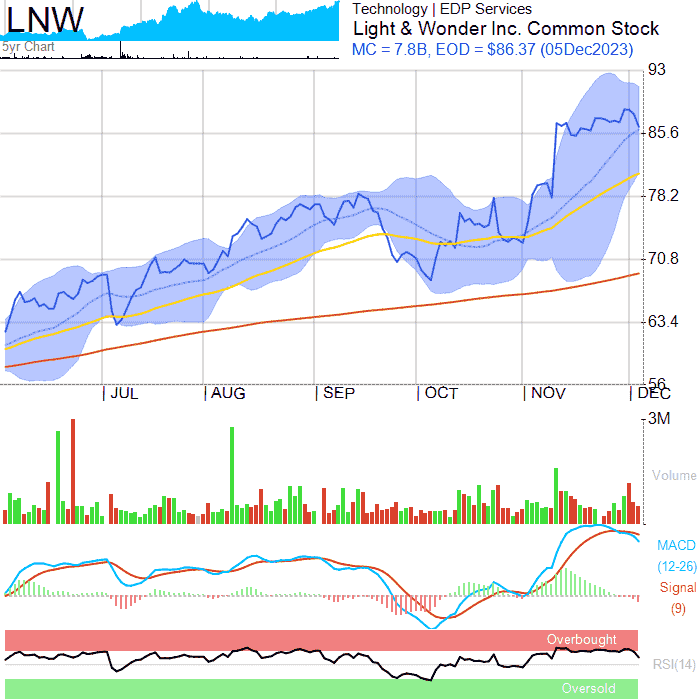 LNW
5yr Chart
Technology | EDP Services
Light & Wonder Inc. Common Stock
MC = 7.8B, EOD = $86.37 (05Dec2023)
93
85.6
78.2
70.8
63.4
56
JUL
AUG
SEP
OCT
NOV
DEC
3M
Volume
MACD
(12-26)
Signal
(9)
Overbought
RSI(14)
Oversold